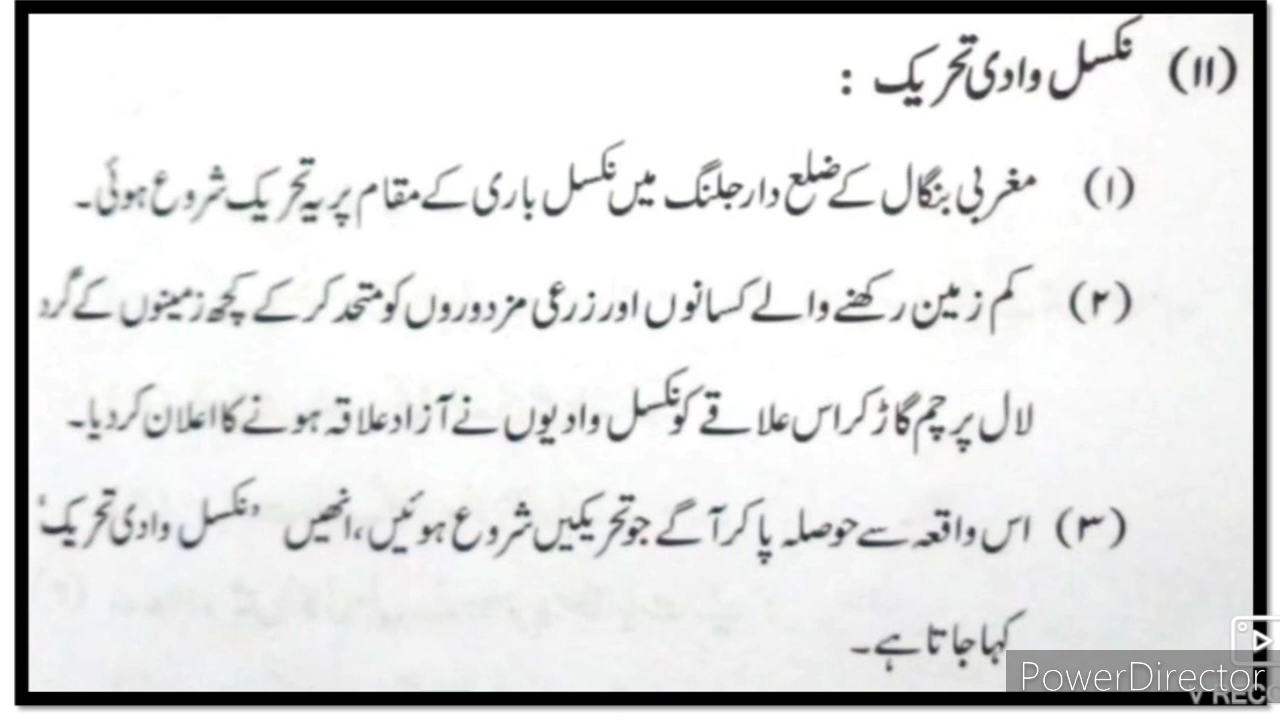 (۱۱) نکسل وادی تحریک :
(۱) مغربی بنگال کے ضلع دارجلنگ میں نکسل باری کے مقام پر یہ تحریک شروع ہوئی۔
(۲) کم زمین رکھنے والے کسانوں اور زرعی مزدوروں کو متحد کر کے کچھ زمینوں کے گرد
لال پرچم گاڑ کر اس علاقے کو نکسل وادیوں نے آزاد علاقہ ہونے کا اعلان کر دیا۔
(۳) اس واقعہ سے حوصلہ پا کر آگے جو تحریکیں شروع ہوئیں، انھیں ’نکسل وادی تحریک‘
کہا جاتا ہے۔
PowerDirector